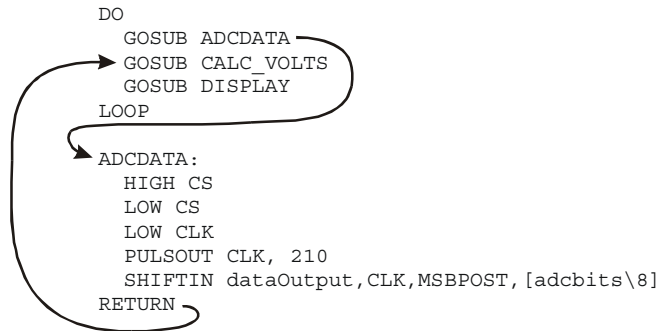 DO
GOSUB ADCDATA
GOSUB CALC_VOLTS
GOSUB DISPLAY
LOOP
ADCDATA:
HIGH CS
LOW CS
LOW CLK
PULSOUT CLK, 210
SHIFTIN dataOutput,CLK,MSBPOST,[adcbits\8]
RETURN